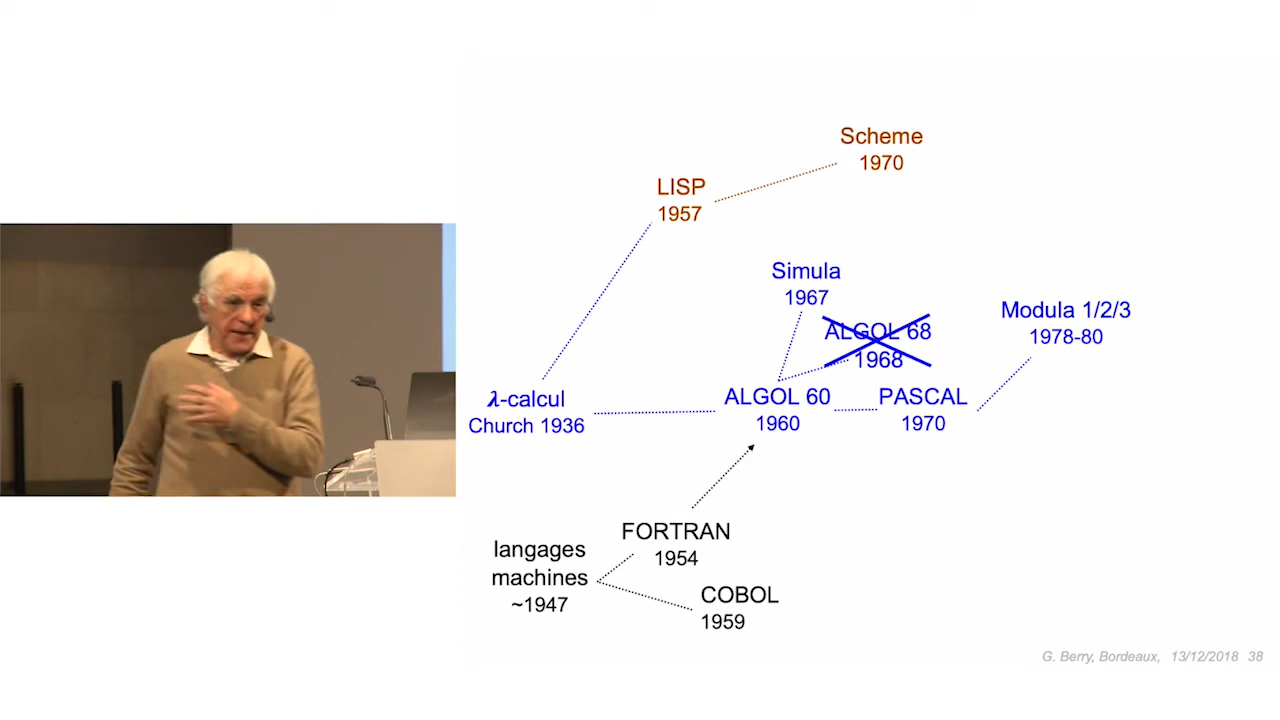 Scheme
1970
LISP
1957
Simula
1967
ALGOL 68
1968
Modula 1/2/3
1978-80
λ-calcul
Church 1936
ALGOL 60
1960
PASCAL
1970
FORTRAN
1954
langages
machines
~1947
COBOL
1959
G. Berry, Bordeaux, 13/12/2018 38